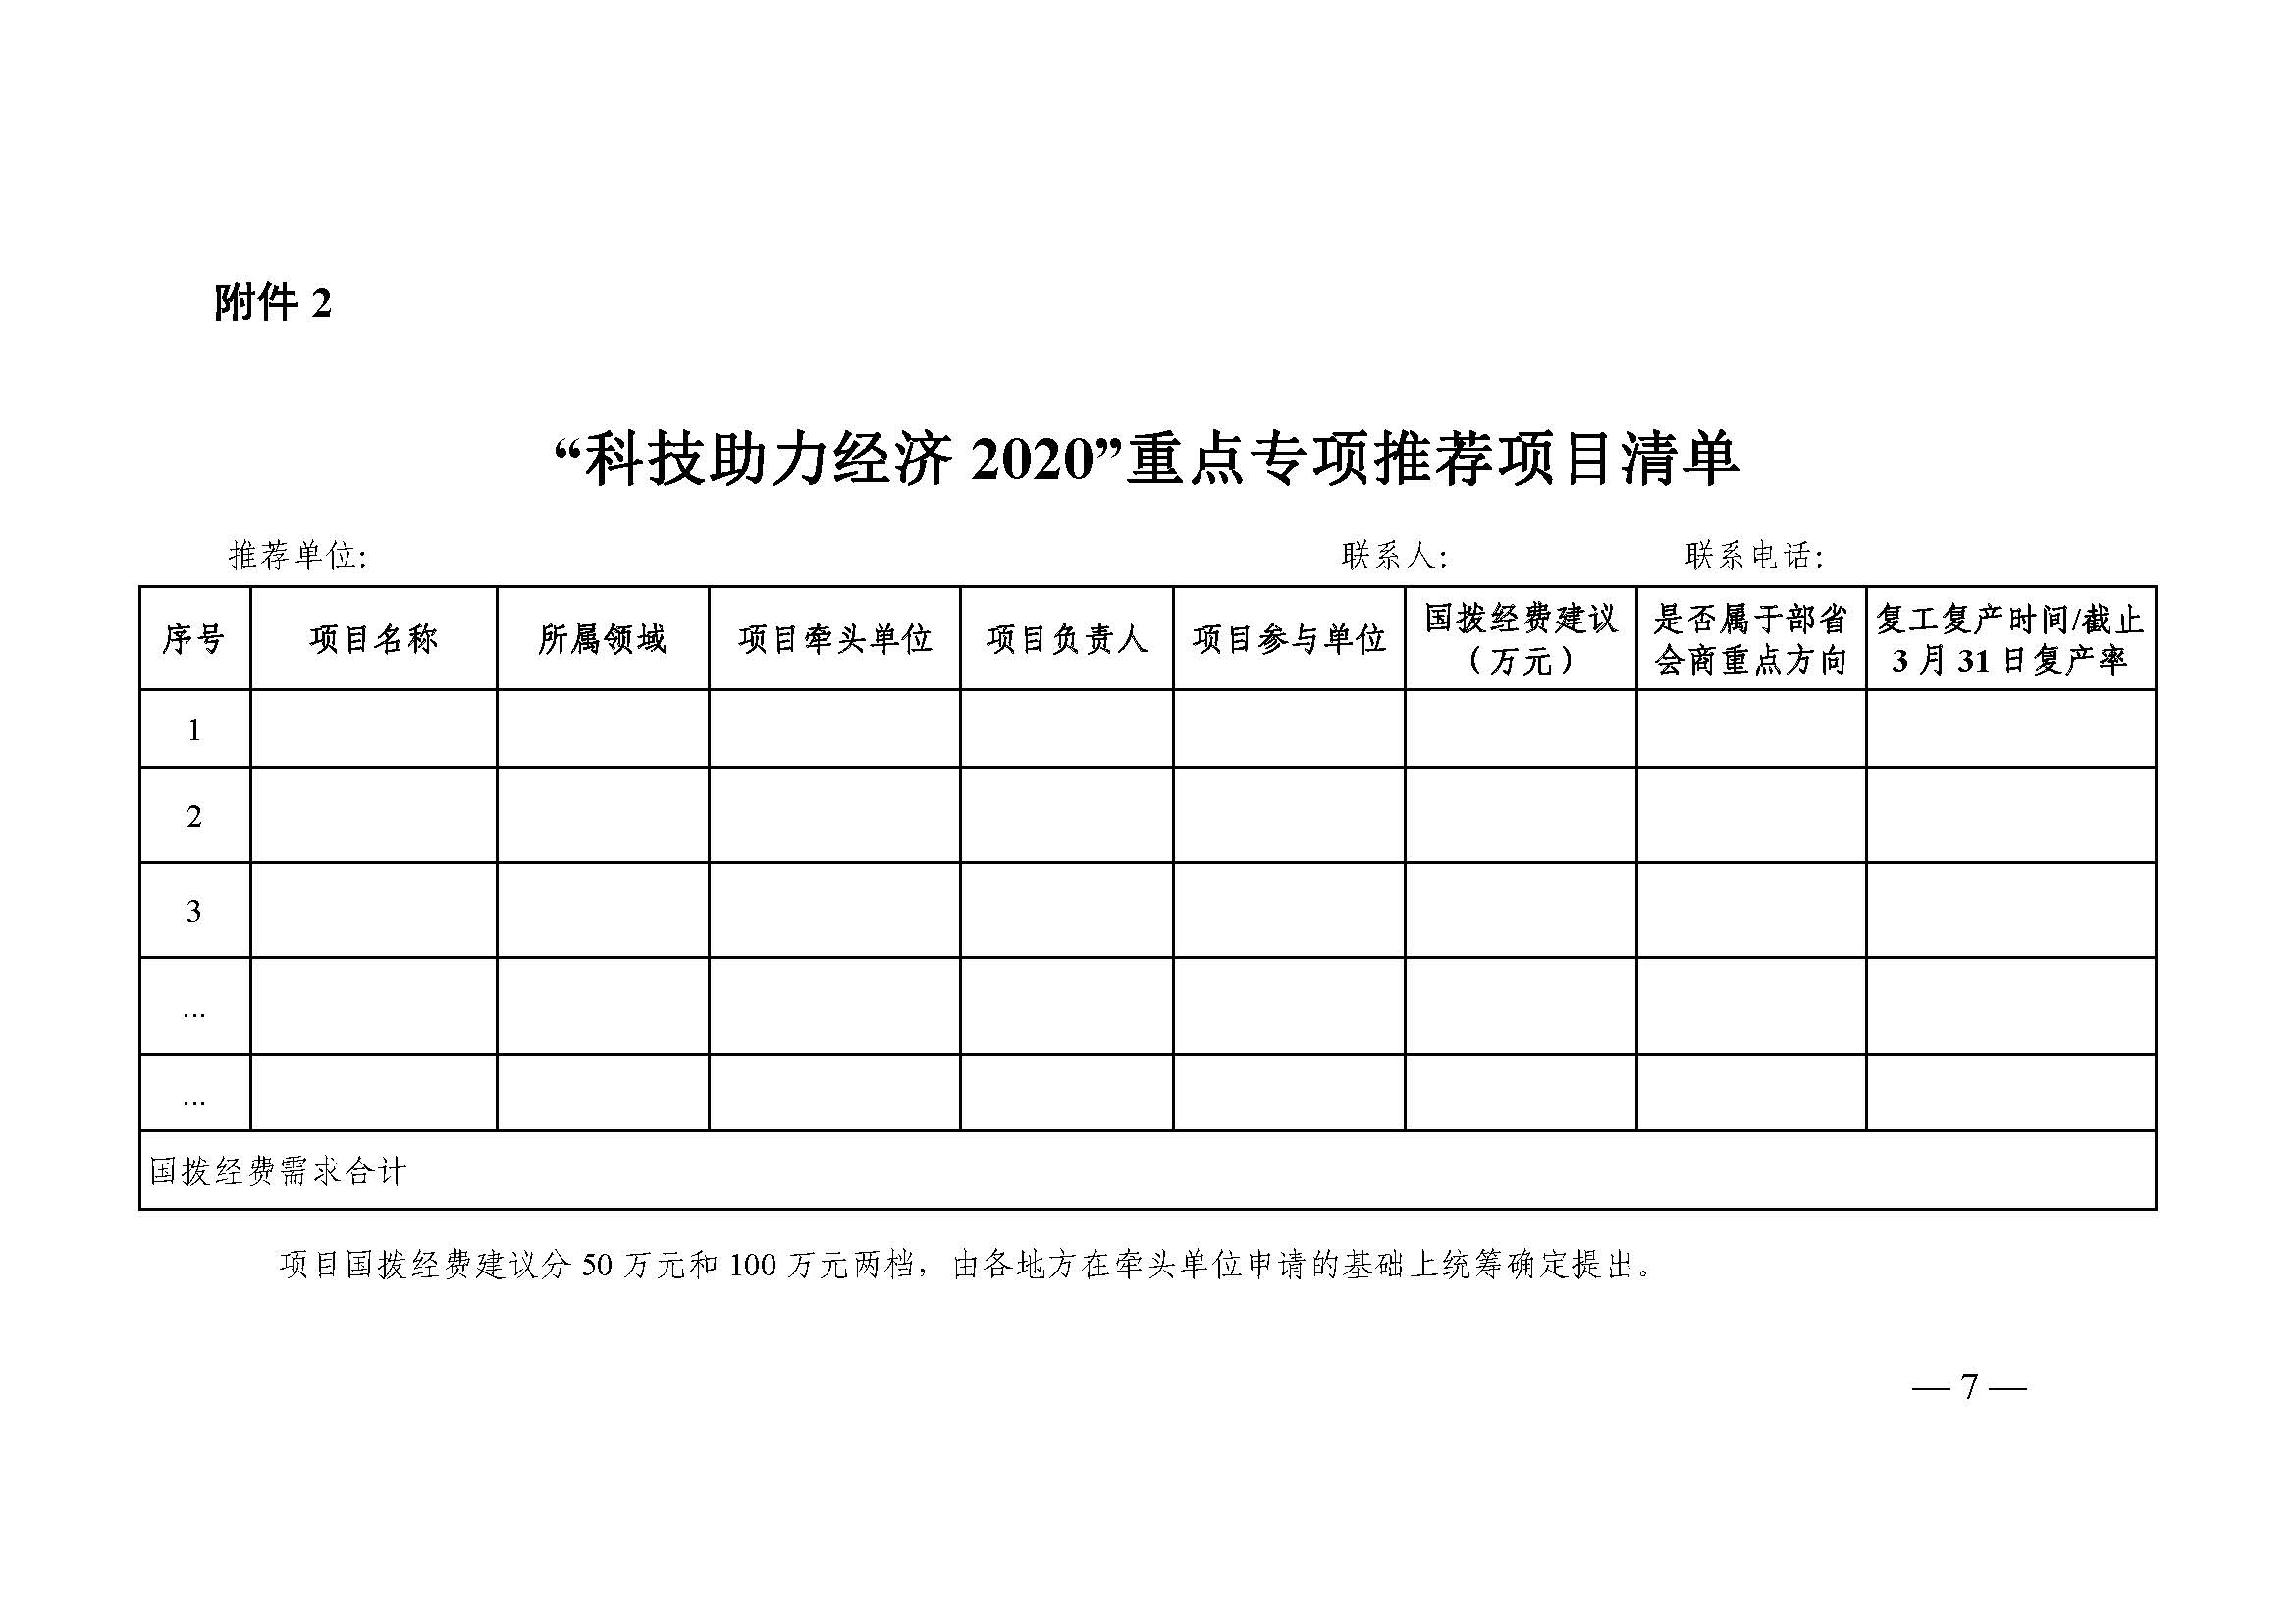 附件 2
“科技助力经济 2020”重点专项推荐项目清单
推荐单位: 联系人: 联系电话:
序号 项目名称 所属领域 项目牵头单位 项目负责人 项目参与单位 国拨经费建议 是否属于部省 复工复产时间/截止
（万元） 会商重点方向 3 月 31 日复产率
1
2
3
...
...
国拨经费需求合计
项目国拨经费建议分 50 万元和 100 万元两档，由各地方在牵头单位申请的基础上统筹确定提出。
— 7 —